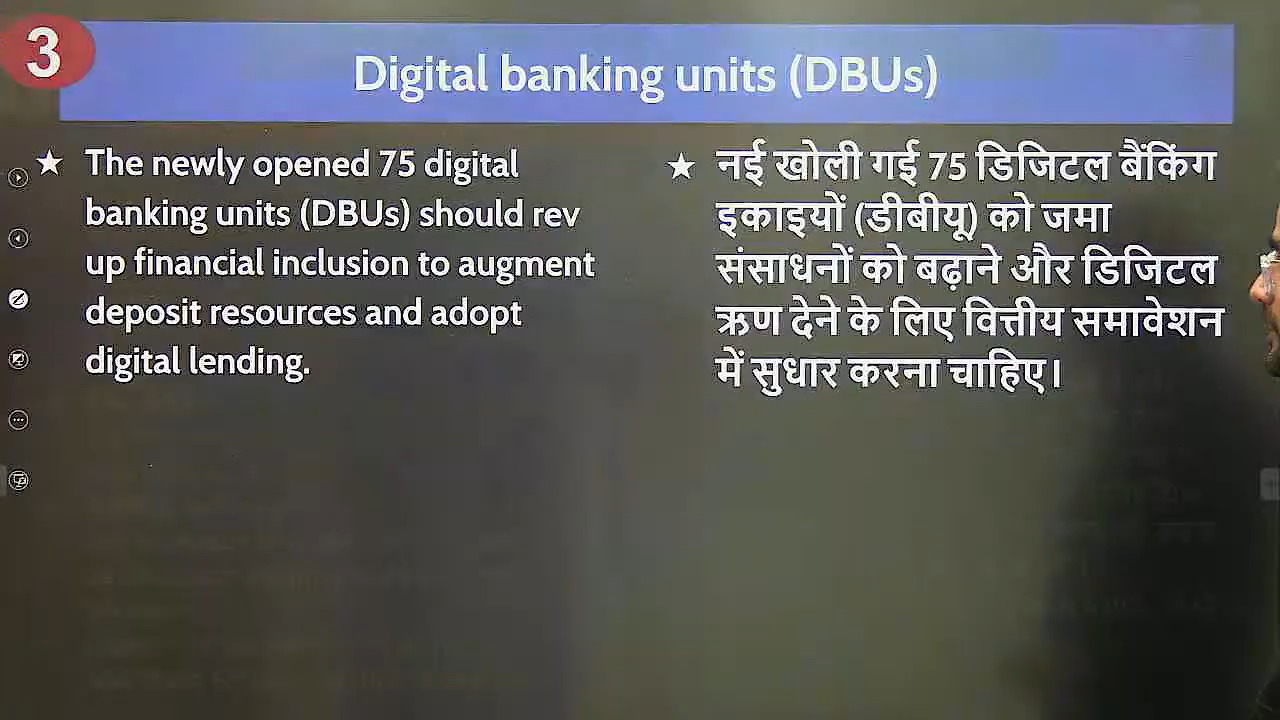 3
Digital banking units (DBUs)
★ The newly opened 75 digital
banking units (DBUs) should rev
up financial inclusion to augment
deposit resources and adopt
digital lending.
★ नई खोली गई 75 डिजिटल बैंकिंग
इकाइयों (डीबीयू) को जमा
संसाधनों को बढ़ाने और डिजिटल
ऋण देने के लिए वित्तीय समावेशन
में सुधार करना चाहिए।